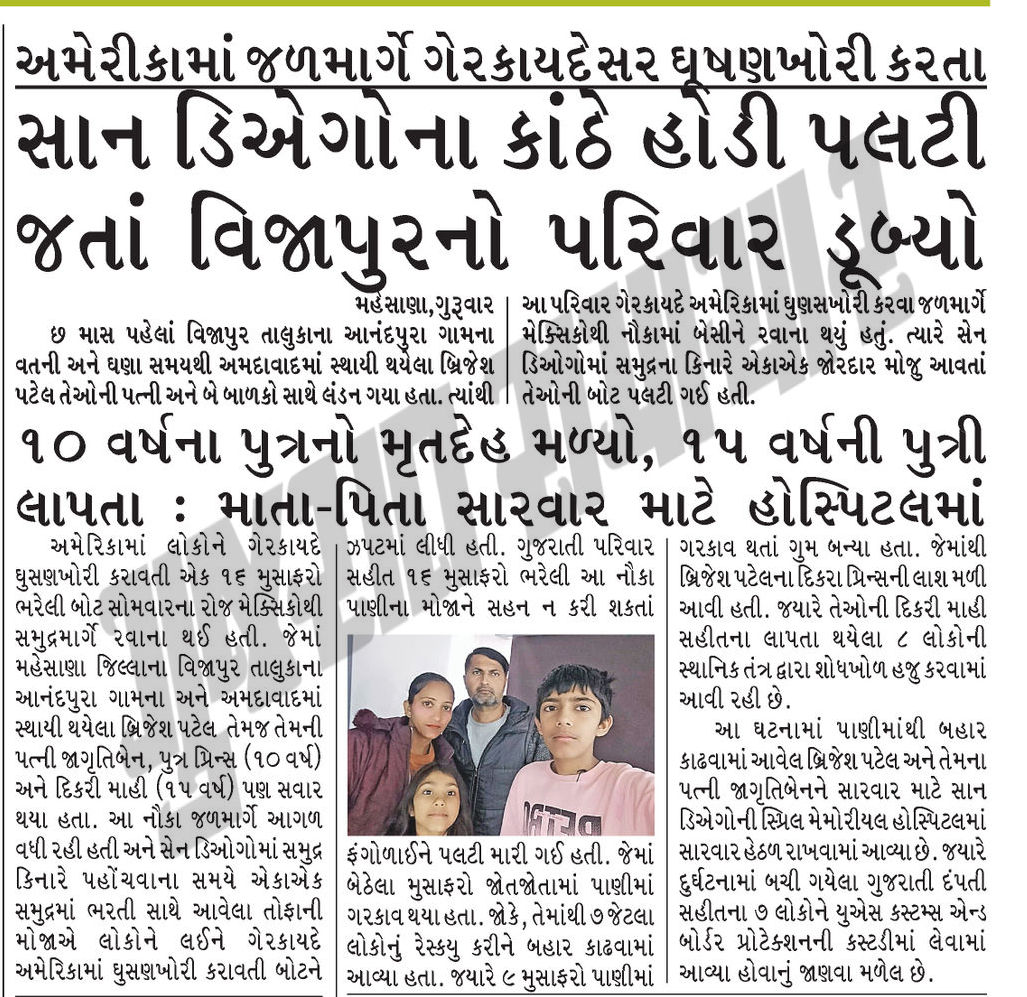 અમેરીકામાં જળમાર્ગે ગેરકાયદેસર ઘૂષણખોરી કરતા
સાન ડિએગોના કાંઠે હોડી પલટી
જતાં વિજાપુરનો પરિવાર ડૂબ્યો
મહેસાણા,ગુરૂવાર
છ માસ પહેલાં વિજાપુર તાલુકાના આનંદપુરા ગામના
વતની અને ઘણા સમયથી અમદાવાદમાં સ્થાયી થયેલા બ્રિજેશ
પટેલ તેઓની પત્ની અને બે બાળકો સાથે લંડન ગયા હતા. ત્યાંથી
આ પરિવાર ગેરકાયદે અમેરિકામાં ઘુણસખોરી કરવા જળમાર્ગે
મેક્સિકોથી નૌકામાં બેસીને રવાના થયું હતું. ત્યારે સેન
ડિઓગોમાં સમુદ્રના કિનારે એકાએક જોરદાર મોજુ આવતાં
તેઓની બોટ પલટી ગઈ હતી.
૧૦ વર્ષના પુત્રનો મૃતદેહ મળ્યો, ૧૫ વર્ષની પુત્રી
લાપતા : માતા-પિતા સારવાર માટે હોસ્પિટલમાં
અમેરિકામાં લોકોને ગેરકાયદે
ઘુસણખોરી કરાવતી એક ૧૬ મુસાફરો
ભરેલી બોટ સોમવારના રોજ મેક્સિકોથી
સમુદ્રમાર્ગે રવાના થઈ હતી. જેમાં
મહેસાણા જિલ્લાના વિજાપુર તાલુકાના
આનંદપુરા ગામના અને અમદાવાદમાં
સ્થાયી થયેલા બ્રિજેશ પટેલ તેમજ તેમની
પત્ની જાગૃતિબેન, પુત્ર પ્રિન્સ (૧૦ વર્ષ)
અને દિકરી માહી (૧૫ વર્ષ) પણ સવાર
થયા હતા. આ નૌકા જળમાર્ગે આગળ
વધી રહી હતી અને સેન ડિઓગોમાં સમુદ્ર
કિનારે પહોંચવાના સમયે એકાએક
સમુદ્રમાં ભરતી સાથે આવેલા તોફાની
મોજાએ લોકોને લઈને ગેરકાયદે
અમેરિકામાં ઘુસણખોરી કરાવતી બોટને
ઝપટમાં લીધી હતી. ગુજરાતી પરિવાર
સહીત ૧૬ મુસાફરો ભરેલી આ નૌકા
પાણીના મોજાને સહન ન કરી શકતાં
ફંગોળાઈને પલટી મારી ગઈ હતી. જેમાં
બેઠેલા મુસાફરો જોતજોતામાં પાણીમાં
ગરકાવ થયા હતા. જોકે, તેમાંથી ૭ જેટલા
લોકોનું રેસ્કયુ કરીને બહાર કાઢવામાં
આવ્યા હતા. જયારે ૯ મુસાફરો પાણીમાં
ગરકાવ થતાં ગુમ બન્યા હતા. જેમાંથી
બ્રિજેશ પટેલના દિકરા પ્રિન્સની લાશ મળી
આવી હતી. જયારે તેઓની દિકરી માહી
સહીતના લાપતા થયેલા ૮ લોકોની
સ્થાનિક તંત્ર દ્વારા શોધખોળ હજુ કરવામાં
આવી રહી છે.
આ ઘટનામાં પાણીમાંથી બહાર
કાઢવામાં આવેલ બ્રિજેશ પટેલ અને તેમના
પત્ની જાગૃતિબેનને સારવાર માટે સાન
ડિએગોની સ્પ્રિલ મેમોરીયલ હોસ્પિટલમાં
સારવાર હેઠળ રાખવામાં આવ્યા છે. જયારે
દુર્ઘટનામાં બચી ગયેલા ગુજરાતી દંપતી
સહીતના ૭ લોકોને યુએસ કસ્ટમ્સ એન્ડ
બોર્ડર પ્રોટેક્શનની કસ્ટડીમાં લેવામાં
આવ્યા હોવાનું જાણવા મળેલ છે.